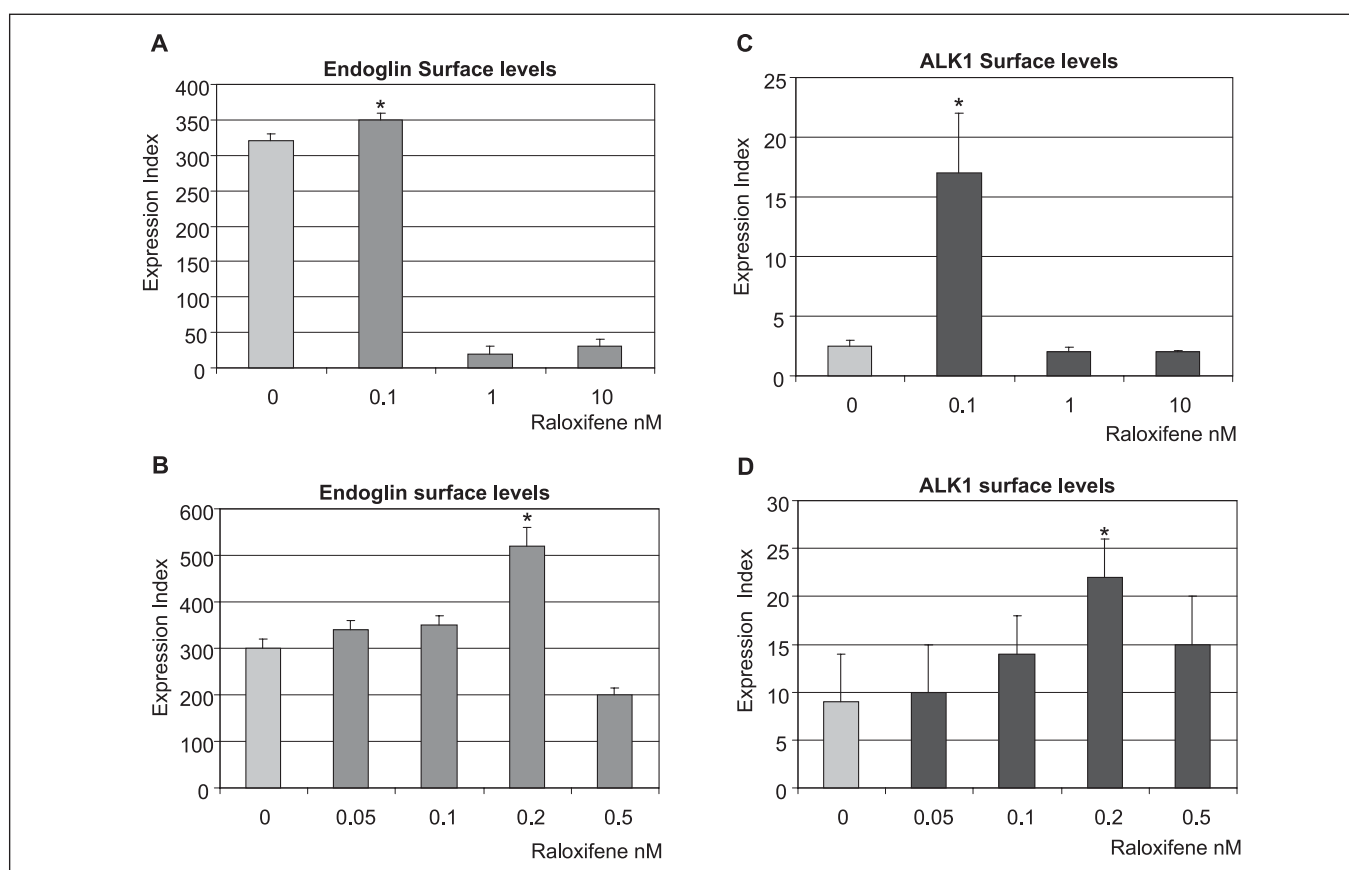 A
Endoglin Surface levels
Expression Index
400
350
300
250
200
150
100
50
0
*
0 0.1 1 10
Raloxifene nM
C
ALK1 Surface levels
Expression Index
25
20
15
10
5
0
*
0 0.1 1 10
Raloxifene nM
B
Endoglin surface levels
Expression Index
600
500
400
300
200
100
0
*
0 0.05 0.1 0.2 0.5
Raloxifene nM
D
ALK1 surface levels
Expression Index
30
25
20
15
10
5
0
*
0 0.05 0.1 0.2 0.5
Raloxifene nM